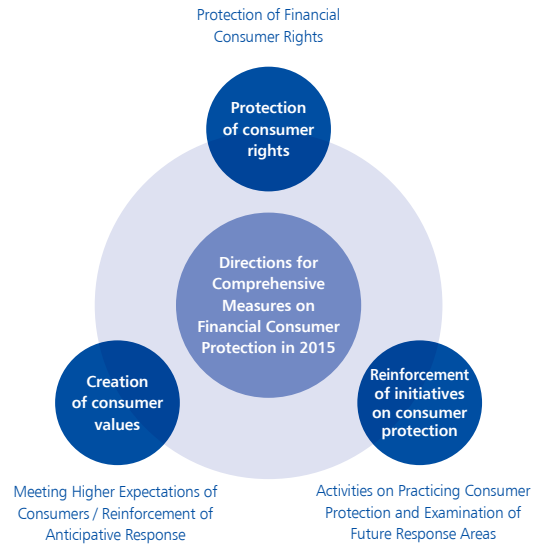 Protection of Financial
Consumer Rights
Protection
of consumer
rights
Directions for
Comprehensive
Measures on
Financial Consumer
Protection in 2015
Creation
of consumer
values
Reinforcement
of initiatives
on consumer
protection
Meeting Higher Expectations of
Consumers / Reinforcement of
Anticipative Response
Activities on Practicing Consumer
Protection and Examination of
Future Response Areas